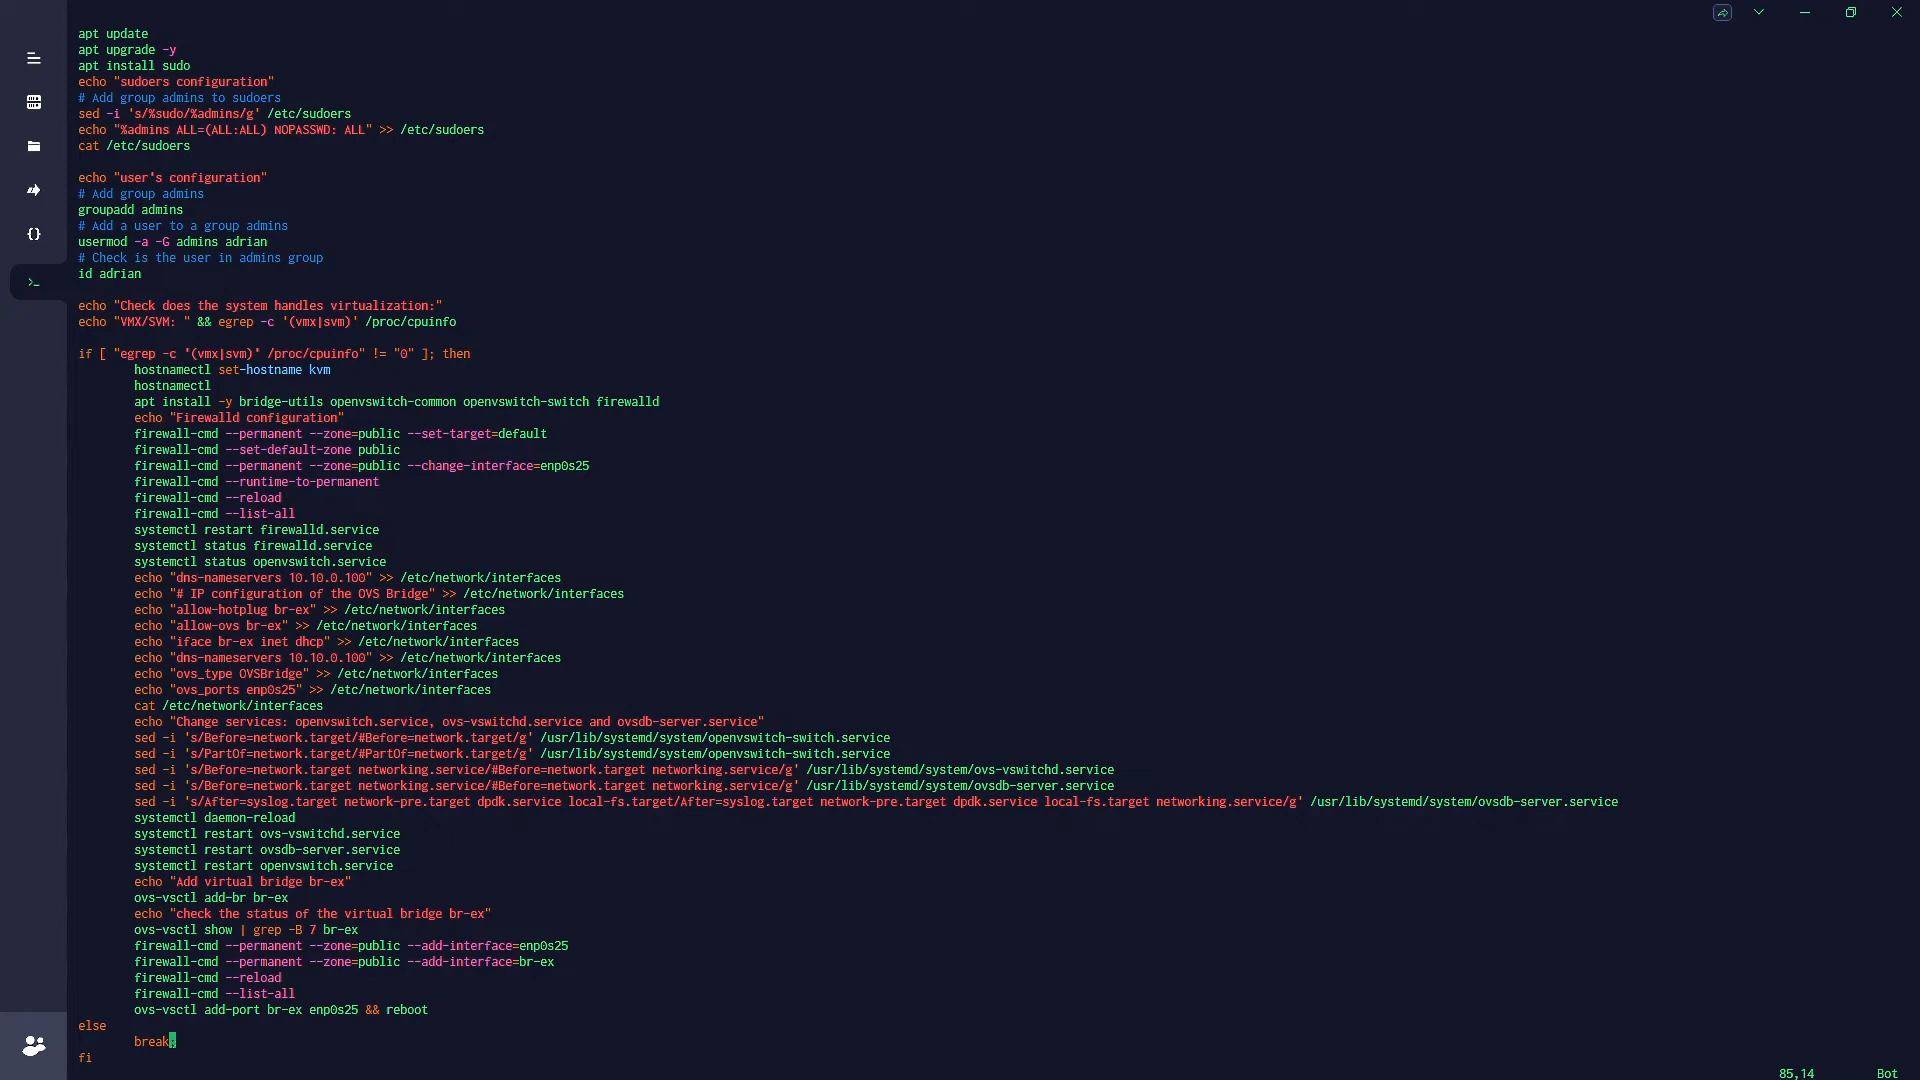 apt update
apt upgrade -y
apt install sudo
echo "sudoers configuration"
# Add group admins to sudoers
sed -i 's/%sudo/%admins/g' /etc/sudoers
echo "%admins ALL=(ALL:ALL) NOPASSWD: ALL" >> /etc/sudoers
cat /etc/sudoers

echo "user's configuration"
# Add group admins
groupadd admins
# Add a user to a group admins
usermod -a -G admins adrian
# Check is the user in admins group
id adrian

echo "Check does the system handles virtualization:"
echo "VMX/SVM: " && egrep -c '(vmx|svm)' /proc/cpuinfo

if [ "egrep -c '(vmx|svm)' /proc/cpuinfo" != "0" ]; then
        hostnamectl set-hostname kvm
        hostnamectl
        apt install -y bridge-utils openvswitch-common openvswitch-switch firewalld
        echo "Firewalld configuration"
        firewall-cmd --permanent --zone=public --set-target=default
        firewall-cmd --set-default-zone public
        firewall-cmd --permanent --zone=public --change-interface=enp0s25
        firewall-cmd --runtime-to-permanent
        firewall-cmd --reload
        firewall-cmd --list-all
        systemctl restart firewalld.service
        systemctl status firewalld.service
        systemctl status openvswitch.service
        echo "dns-nameservers 10.10.0.100" >> /etc/network/interfaces
        echo "# IP configuration of the OVS Bridge" >> /etc/network/interfaces
        echo "allow-hotplug br-ex" >> /etc/network/interfaces
        echo "allow-ovs br-ex" >> /etc/network/interfaces
        echo "iface br-ex inet dhcp" >> /etc/network/interfaces
        echo "dns-nameservers 10.10.0.100" >> /etc/network/interfaces
        echo "ovs_type OVSBridge" >> /etc/network/interfaces
        echo "ovs_ports enp0s25" >> /etc/network/interfaces
        cat /etc/network/interfaces
        echo "Change services: openvswitch.service, ovs-vswitchd.service and ovsdb-server.service"
        sed -i 's/Before=network.target/#Before=network.target/g' /usr/lib/systemd/system/openvswitch-switch.service
        sed -i 's/PartOf=network.target/#PartOf=network.target/g' /usr/lib/systemd/system/openvswitch-switch.service
        sed -i 's/Before=network.target networking.service/#Before=network.target networking.service/g' /usr/lib/systemd/system/ovs-vswitchd.service
        sed -i 's/Before=network.target networking.service/#Before=network.target networking.service/g' /usr/lib/systemd/system/ovsdb-server.service
        sed -i 's/After=syslog.target network-pre.target dpdk.service local-fs.target/After=syslog.target network-pre.target dpdk.service local-fs.target networking.service/g' /usr/lib/systemd/system/ovsdb-server.service
        systemctl daemon-reload
        systemctl restart ovs-vswitchd.service
        systemctl restart ovsdb-server.service
        systemctl restart openvswitch.service
        echo "Add virtual bridge br-ex"
        ovs-vsctl add-br br-ex
        echo "check the status of the virtual bridge br-ex"
        ovs-vsctl show | grep -B 7 br-ex
        firewall-cmd --permanent --zone=public --add-interface=enp0s25
        firewall-cmd --permanent --zone=public --add-interface=br-ex
        firewall-cmd --reload
        firewall-cmd --list-all
        ovs-vsctl add-port br-ex enp0s25 && reboot
else
        break;
fi
85,14 Bot